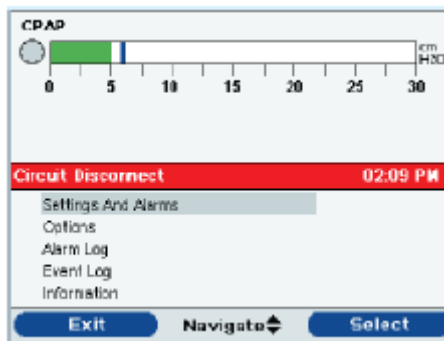 CPAP
cm
H2O
0 5 10 15 20 25 30
Circuit Disconnect 02:09 PM
Settings And Alarms
Options
Alarm Log
Event Log
Information
Exit Navigate Select